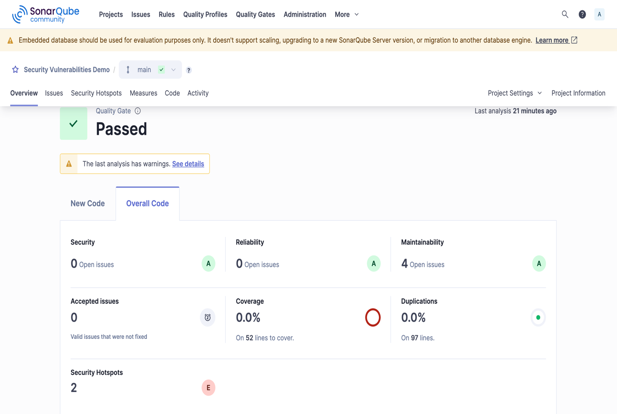 SonarQube community Projects Issues Rules Quality Profiles Quality Gates Administration More A
Embedded database should be used for evaluation purposes only. It doesn't support scaling, upgrading to a new SonarQube Server version, or migration to another database engine. Learn more
Security Vulnerabilities Demo / main ?
Overview Issues Security Hotspots Measures Code Activity Project Settings Project Information
Quality Gate Last analysis 21 minutes ago
Passed
The last analysis has warnings. See details
New Code Overall Code
Security Reliability Maintainability
0 Open issues A 0 Open issues A 4 Open issues A
Accepted issues Coverage Duplications
0 0.0% 0.0%
Valid issues that were not fixed On 52 lines to cover. On 97 lines.
Security Hotspots
2 E